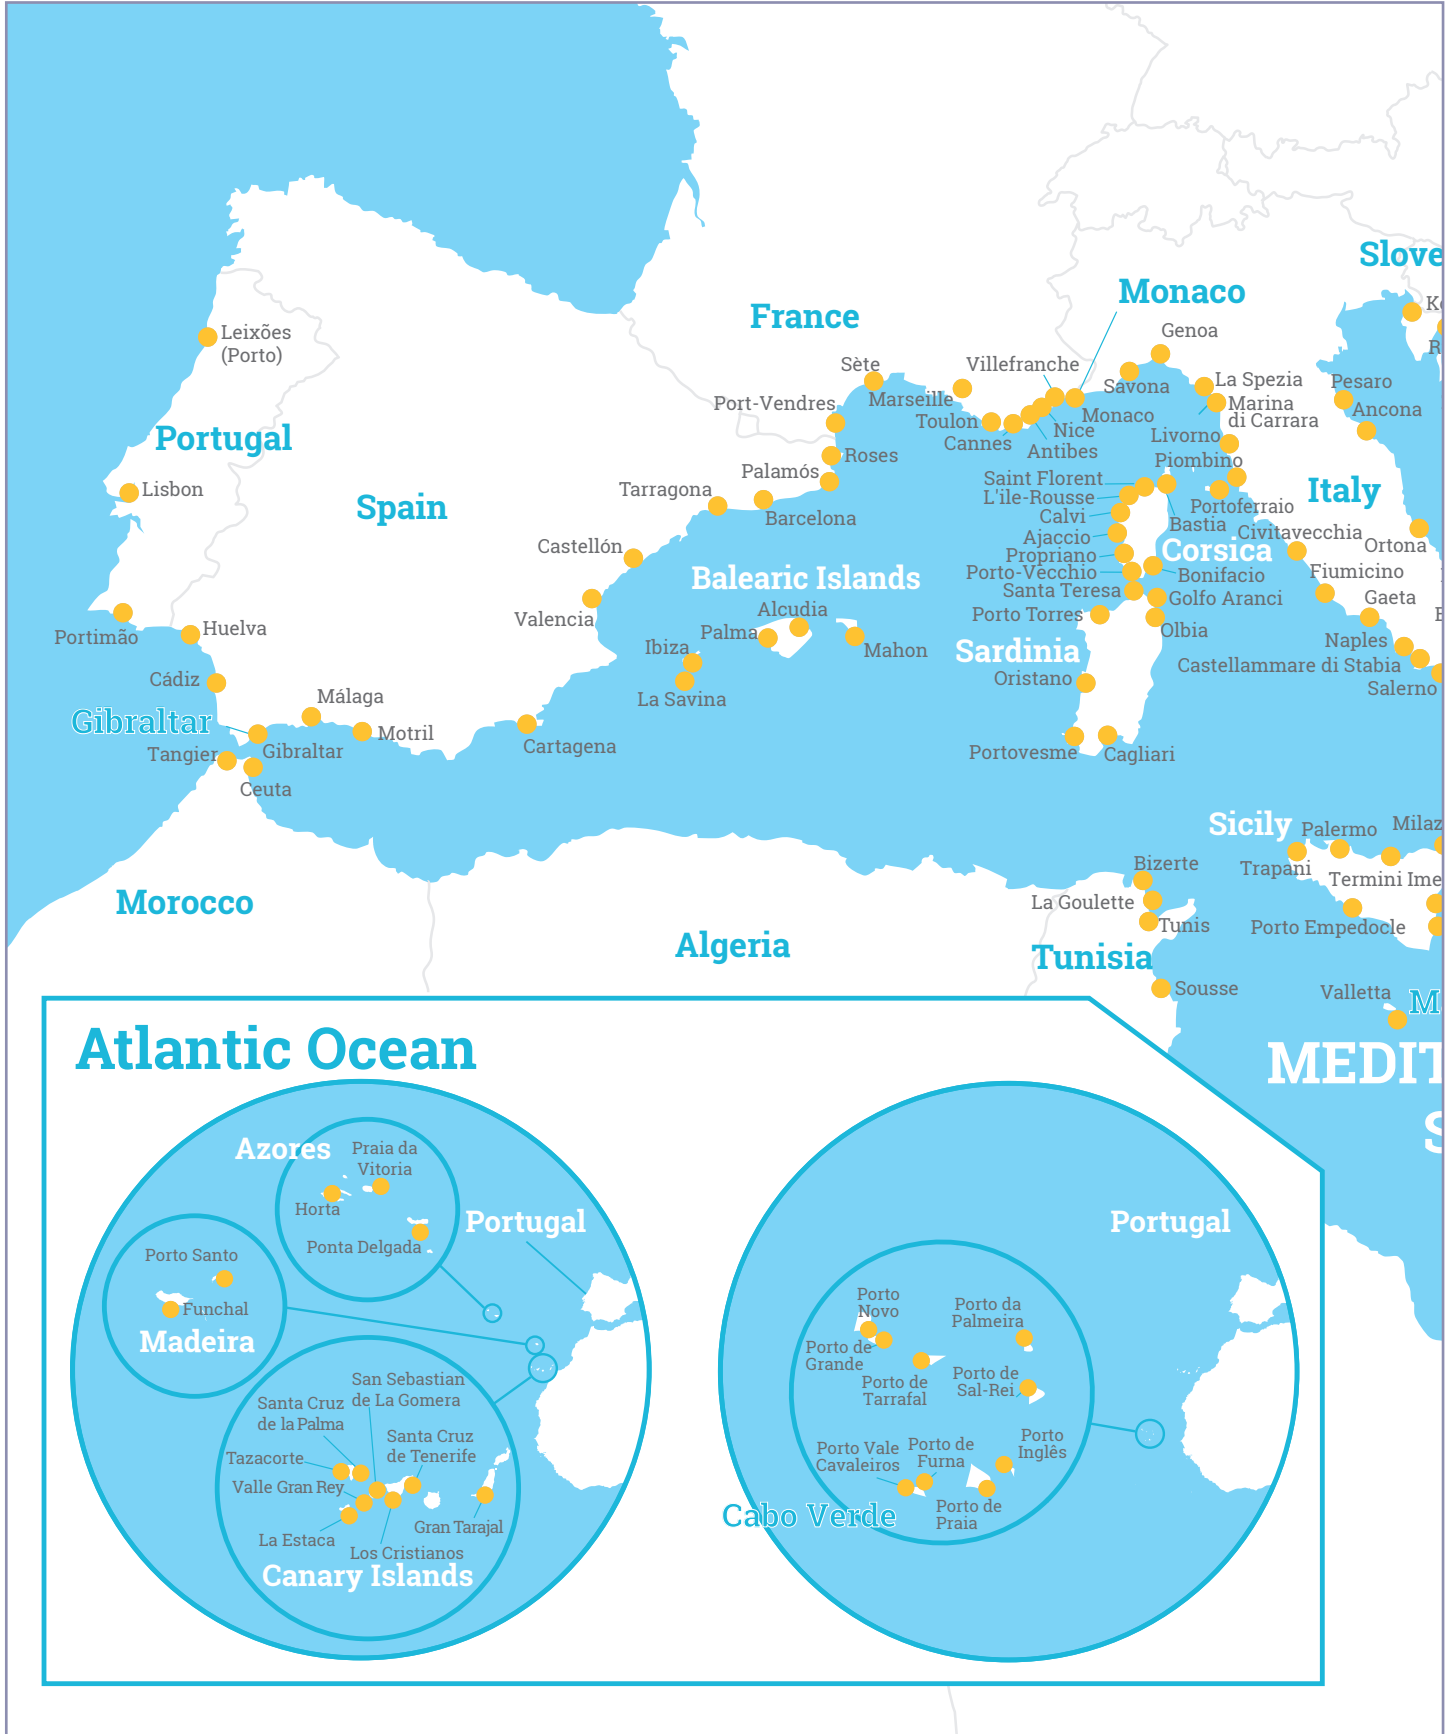 Slove
Monaco
France
Genoa
Leixões
(Porto)
Sète
Villefranche
Savona
La Spezia
Pesaro
Port-Vendres
Marseille
Marina
di Carrara
Ancona
Toulon
Monaco
Cannes
Nice
Antibes
Livorno
Portugal
Roses
Palamós
Piombino
Saint Florent
Italy
Lisbon
Tarragona
L'ile-Rousse
Portoferraio
Spain
Barcelona
Calvi
Bastia
Civitavecchia
Ajaccio
Ortona
Castellón
Propriano
Corsica
Porto-Vecchio
Bonifacio
Fiumicino
Balearic Islands
Santa Teresa
Golfo Aranci
Gaeta
Alcudia
Valencia
Porto Torres
Portimão
Huelva
Palma
Olbia
Naples
Ibiza
Mahon
Sardinia
Castellammare di Stabia
Cádiz
Oristano
Salerno
La Savina
Málaga
Gibraltar
Motril
Tangier
Gibraltar
Cartagena
Portovesme
Cagliari
Ceuta
Sicily
Palermo
Milaz
Bizerte
Trapani
Termini Ime
Morocco
La Goulette
Tunis
Porto Empedocle
Algeria
Tunisia
Sousse
Valletta
M
MEDIT
S
Atlantic Ocean
Azores
Praia da
Vitoria
Horta
Ponta Delgada
Portugal
Porto Santo
Funchal
Madeira
San Sebastian
de La Gomera
Santa Cruz
de la Palma
Santa Cruz
de Tenerife
Tazacorte
Valle Gran Rey
La Estaca
Gran Tarajal
Los Cristianos
Canary Islands
Portugal
Porto
Novo
Porto da
Palmeira
Porto de
Grande
Porto de
Tarrafal
Porto de
Sal-Rei
Porto Vale
Cavaleiros
Porto de
Furna
Porto
Inglês
Porto de
Praia
Cabo Verde